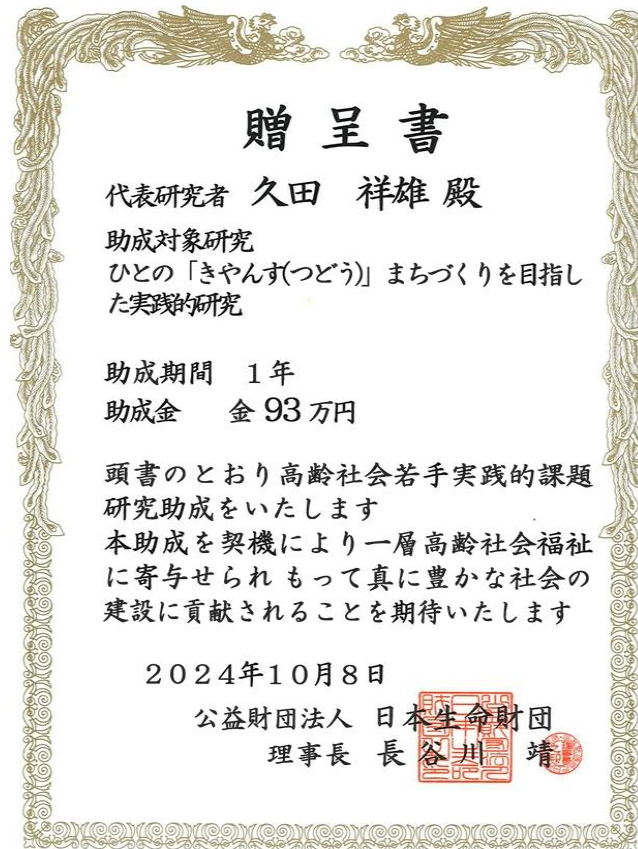 贈呈書
代表研究者 久田 祥雄 殿
助成対象研究
ひとの「きやんす(つどう)」まちづくりを目指し
た実践的研究
助成期間 1年
助成金 金93万円
頭書のとおり高齢社会若手実践的課題
研究助成をいたします
本助成を契機により一層高齢社会福祉
に寄与せられ もって真に豊かな社会の
建設に貢献されることを期待いたします
2024年10月8日
公益財団法人 日本生命財団
理事長 長谷川 靖